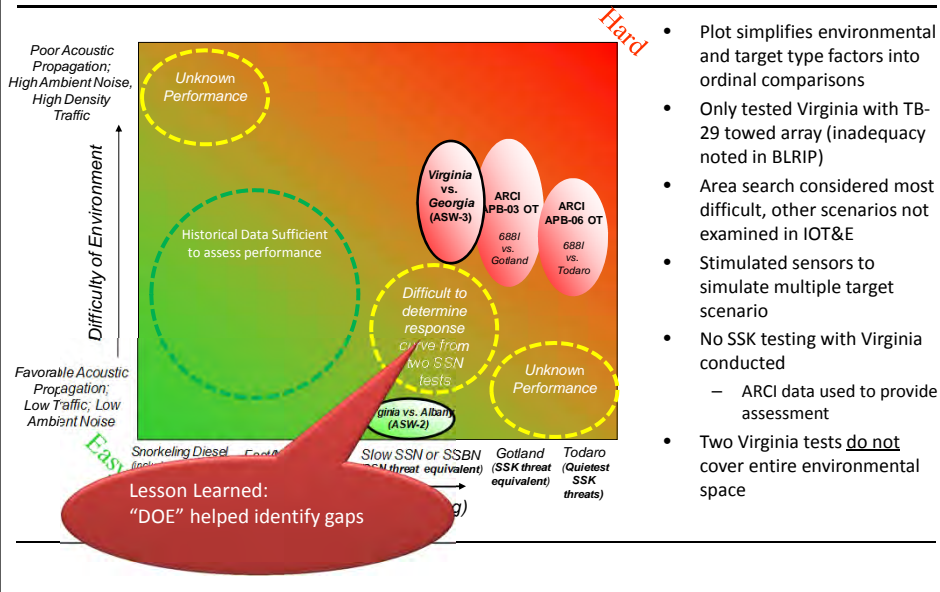 Hard
Poor Acoustic
Propagation;
High Ambient Noise,
High Density
Traffic
Difficulty of Environment
Favorable Acoustic
Propagation;
Low Traffic; Low
Ambient Noise
Easy
Unknown
Performance
Historical Data Sufficient
to assess performance
Virginia
vs.
Georgia
(ASW-3)
ARCI
APB-03 OT
688I
vs.
Gotland
ARCI
APB-06 OT
688I
vs.
Todaro
Difficult to
determine
response
curve from
two SSN
tests
Unknown
Performance
vs. Albany
(ASW-2)
Snorkeling Diesel
Slow SSN or SSBN
threat equivalent)
Gotland
(SSK threat
equivalent)
Todaro
(Quietest
SSK
threats)
Lesson Learned:
"DOE" helped identify gaps
• Plot simplifies environmental
and target type factors into
ordinal comparisons
• Only tested Virginia with TB-
29 towed array (inadequacy
noted in BLRIP)
• Area search considered most
difficult, other scenarios not
examined in IOT&E
• Stimulated sensors to
simulate multiple target
scenario
• No SSK testing with Virginia
conducted
– ARCI data used to provide
assessment
• Two Virginia tests do not
cover entire environmental
space